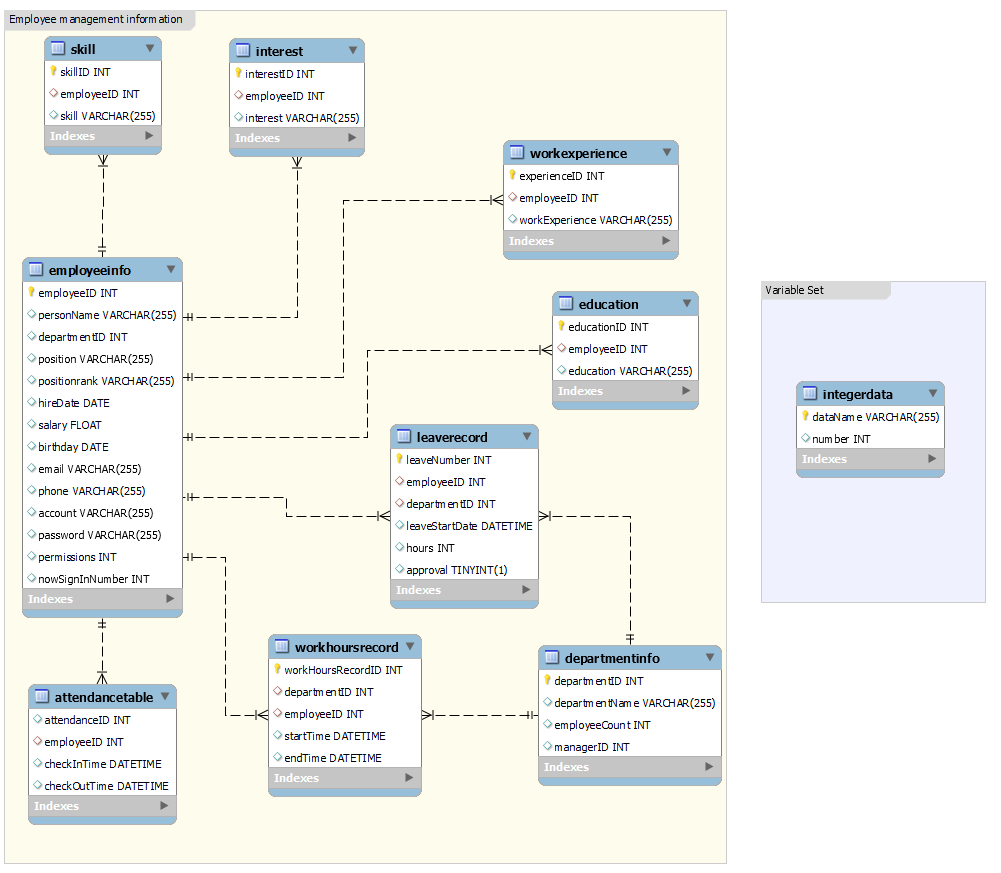 Employee management information
skill
skillID INT
employeeID INT
skill VARCHAR(255)
Indexes
interest
interestID INT
employeeID INT
interest VARCHAR(255)
Indexes
workexperience
experienceID INT
employeeID INT
workExperience VARCHAR(255)
Indexes
employeeinfo
employeeID INT
personName VARCHAR(255)
departmentID INT
position VARCHAR(255)
positionrank VARCHAR(255)
hireDate DATE
salary FLOAT
birthday DATE
email VARCHAR(255)
phone VARCHAR(255)
account VARCHAR(255)
password VARCHAR(255)
permissions INT
nowSignInNumber INT
Indexes
education
educationID INT
employeeID INT
education VARCHAR(255)
Indexes
leaverecord
leaveNumber INT
employeeID INT
departmentID INT
leaveStartDate DATETIME
hours INT
approval TINYINT(1)
Indexes
attendancetable
attendanceID INT
employeeID INT
checkInTime DATETIME
checkOutTime DATETIME
Indexes
workhoursrecord
workHoursRecordID INT
departmentID INT
employeeID INT
startTime DATETIME
endTime DATETIME
Indexes
departmentinfo
departmentID INT
departmentName VARCHAR(255)
employeeCount INT
managerID INT
Indexes
Variable Set
integerdata
dataName VARCHAR(255)
number INT
Indexes